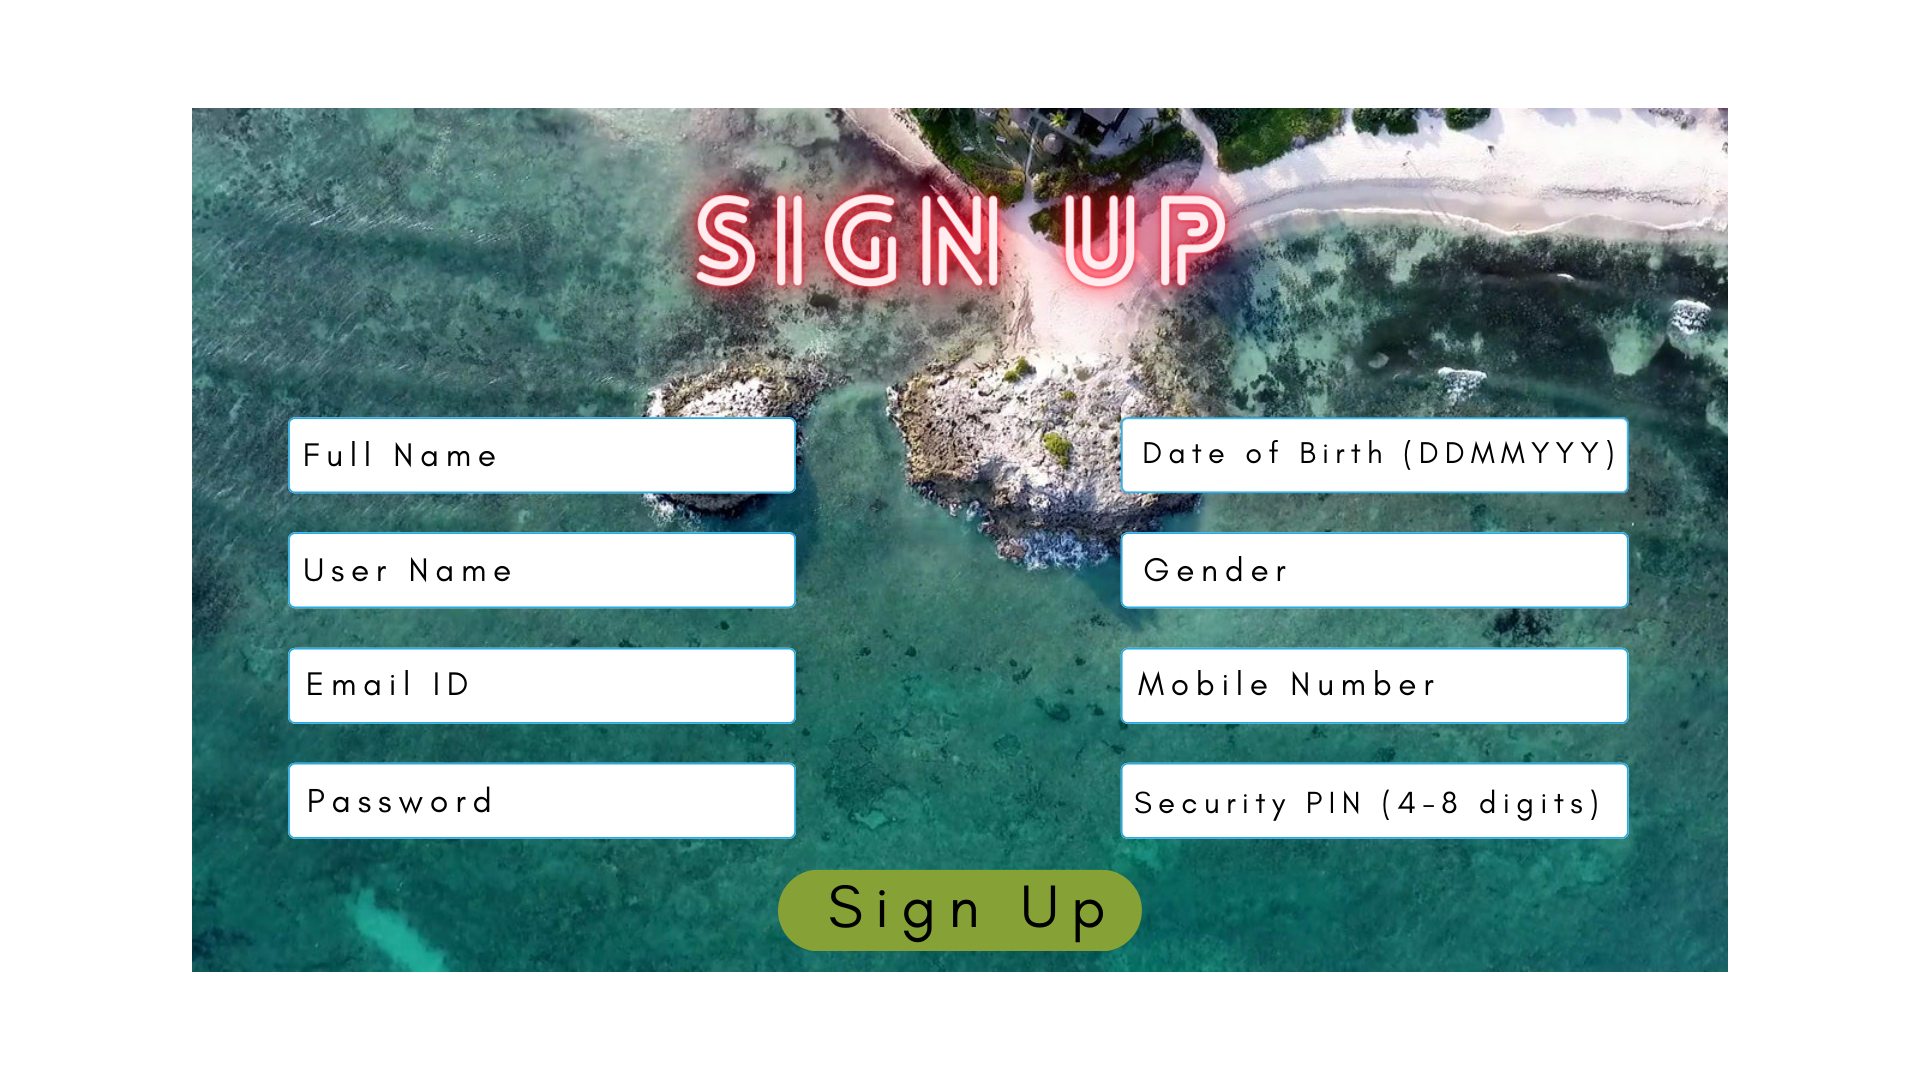 SIGN UP
Full Name
Date of Birth (DDMMYYY)
User Name
Gender
Email ID
Mobile Number
Password
Security PIN (4-8 digits)
Sign Up